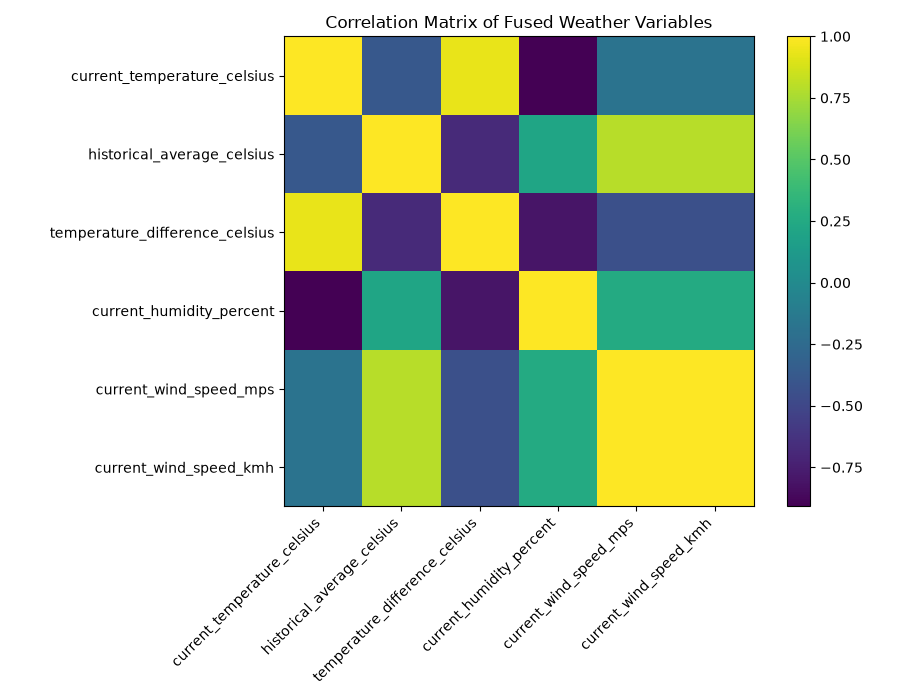 Correlation Matrix of Fused Weather Variables
current_temperature_celsius
historical_average_celsius
temperature_difference_celsius
current_humidity_percent
current_wind_speed_mps
current_wind_speed_kmh
current_temperature_celsius
historical_average_celsius
temperature_difference_celsius
current_humidity_percent
current_wind_speed_mps
current_wind_speed_kmh
1.00
0.75
0.50
0.25
0.00
−0.25
−0.50
−0.75